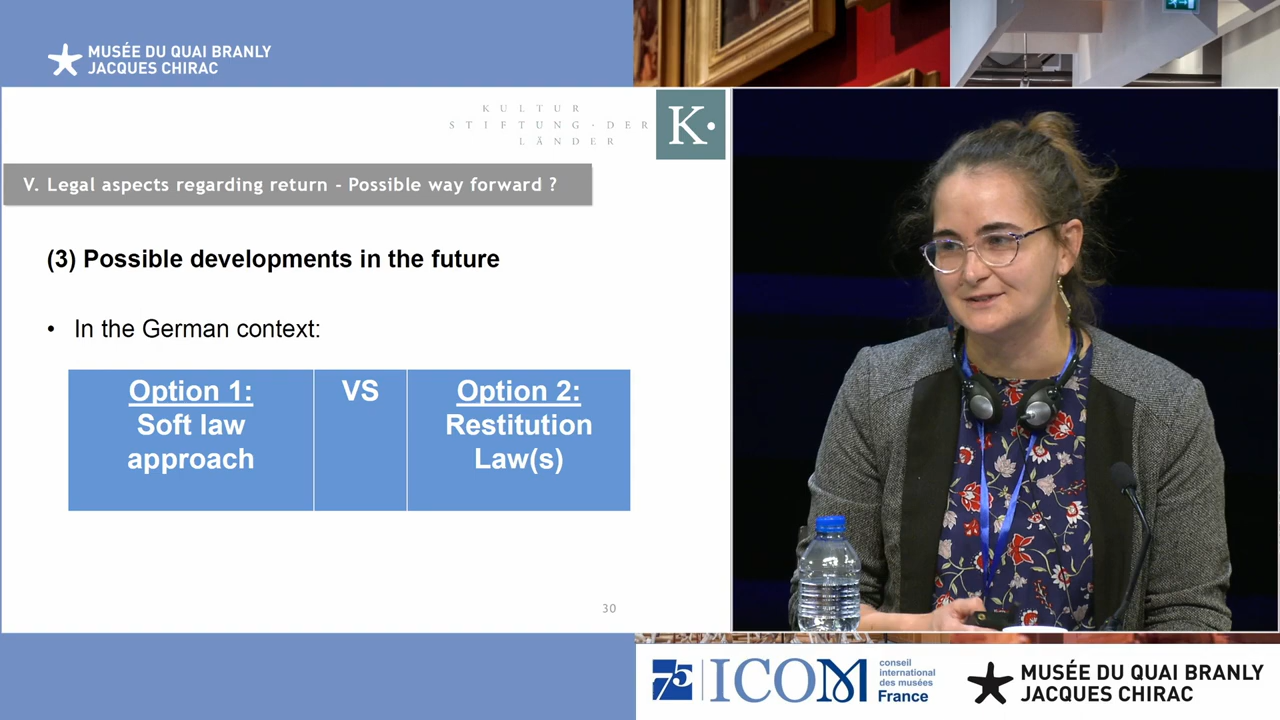 MUSÉE DU QUAI BRANLY
JACQUES CHIRAC
KULTUR
STIFTUNG·DER
LÄNDER
K·
V. Legal aspects regarding return - Possible way forward ?
(3) Possible developments in the future
• In the German context:
Option 1:
Soft law
approach
VS
Option 2:
Restitution
Law(s)
30
75
ICOM
conseil
international
des musées
France
MUSÉE DU QUAI BRANLY
JACQUES CHIRAC